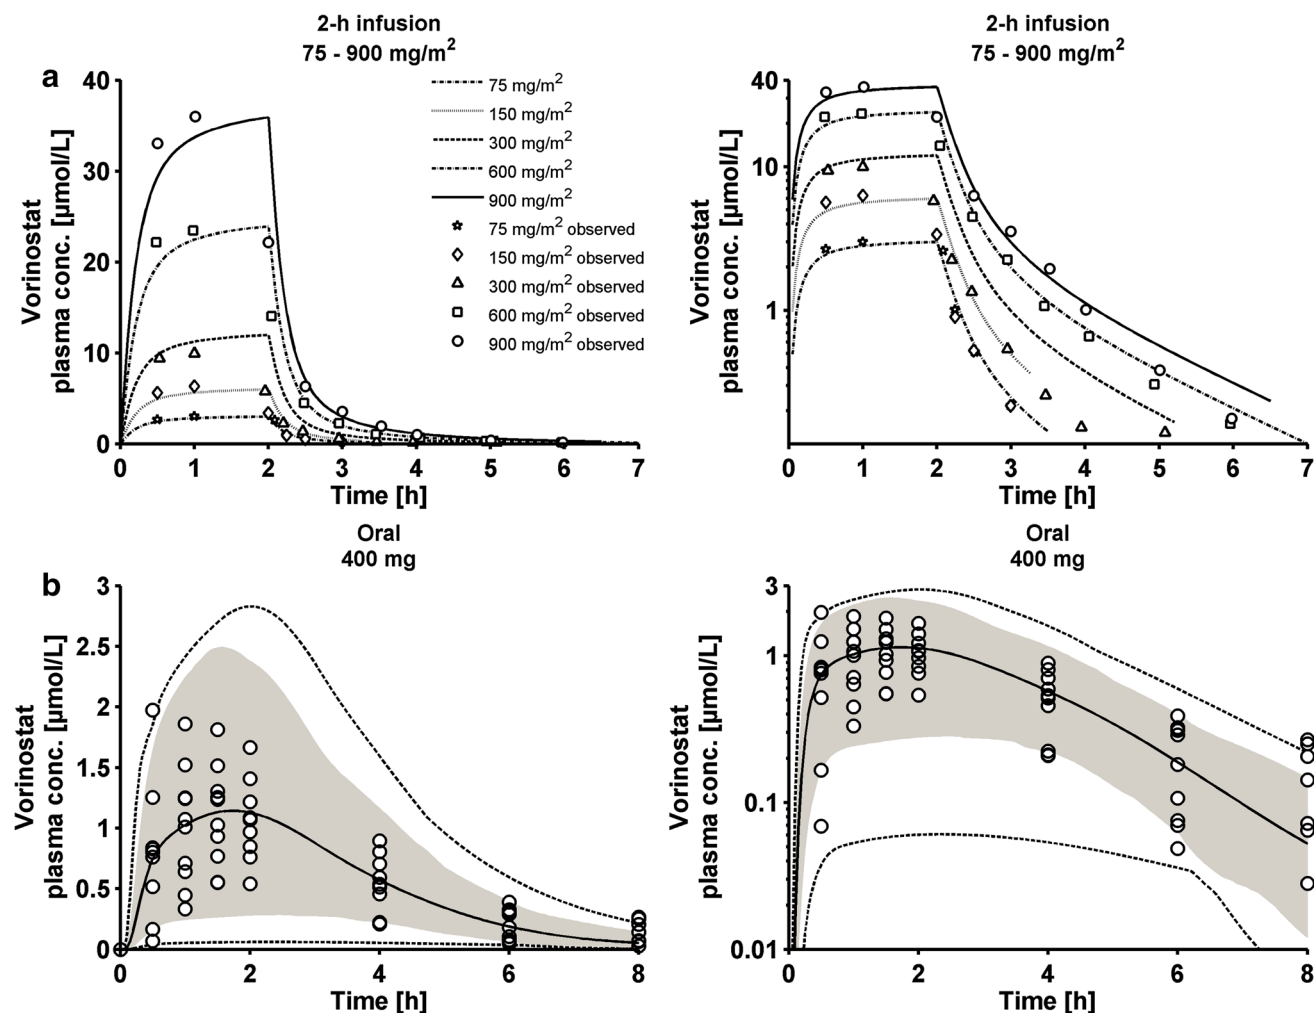 2-h infusion
75 - 900 mg/m²
a
Vorinostat
plasma conc. [µmol/L]
40
30
20
10
0
0 1 2 3 4 5 6 7
Time [h]
75 mg/m²
150 mg/m²
300 mg/m²
600 mg/m²
900 mg/m²
75 mg/m² observed
150 mg/m² observed
300 mg/m² observed
600 mg/m² observed
900 mg/m² observed
2-h infusion
75 - 900 mg/m²
Vorinostat
plasma conc. [µmol/L]
40
10
1
0 1 2 3 4 5 6 7
Time [h]
Oral
400 mg
b
Vorinostat
plasma conc. [µmol/L]
3
2.5
2
1.5
1
0.5
0
0 2 4 6 8
Time [h]
Oral
400 mg
Vorinostat
plasma conc. [µmol/L]
3
1
0.1
0.01
0 2 4 6 8
Time [h]